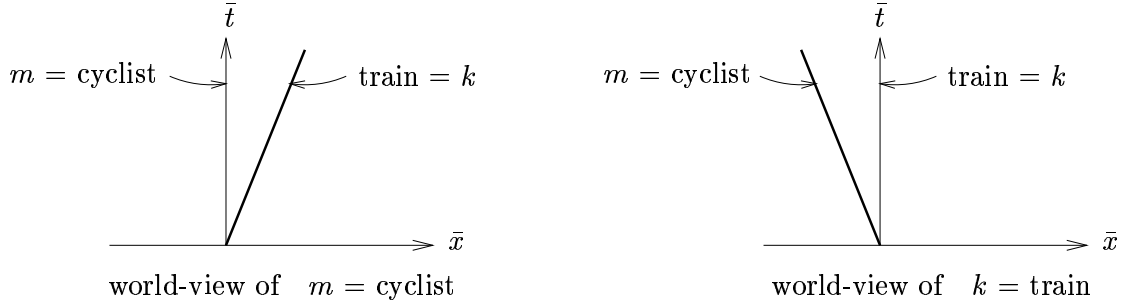 t̄ t̄
m = cyclist train = k m = cyclist train = k
x̄ x̄
world-view of m = cyclist world-view of k = train